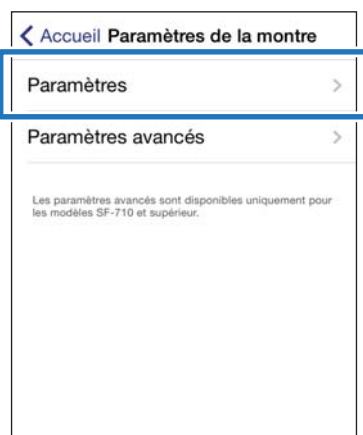 Accueil Paramètres de la montre
Paramètres
Paramètres avancés
Les paramètres avancés sont disponibles uniquement pour
les modèles SF-710 et supérieur.